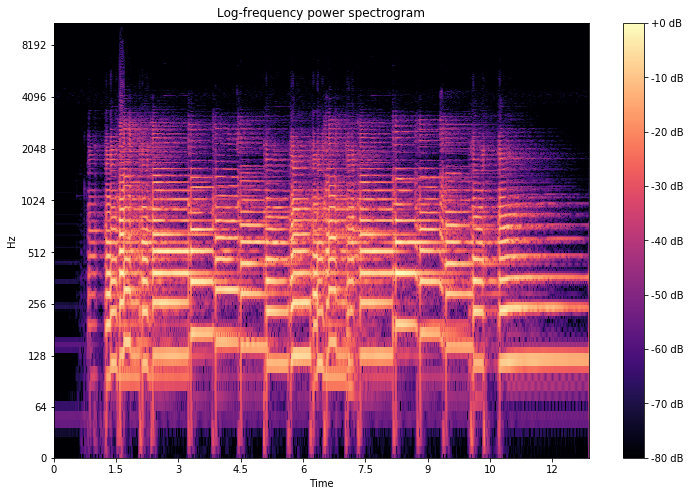 Log-frequency power spectrogram
Hz
8192
4096
2048
1024
512
256
128
64
0
0 1.5 3 4.5 6 7.5 9 10 12
Time
+0 dB
-10 dB
-20 dB
-30 dB
-40 dB
-50 dB
-60 dB
-70 dB
-80 dB